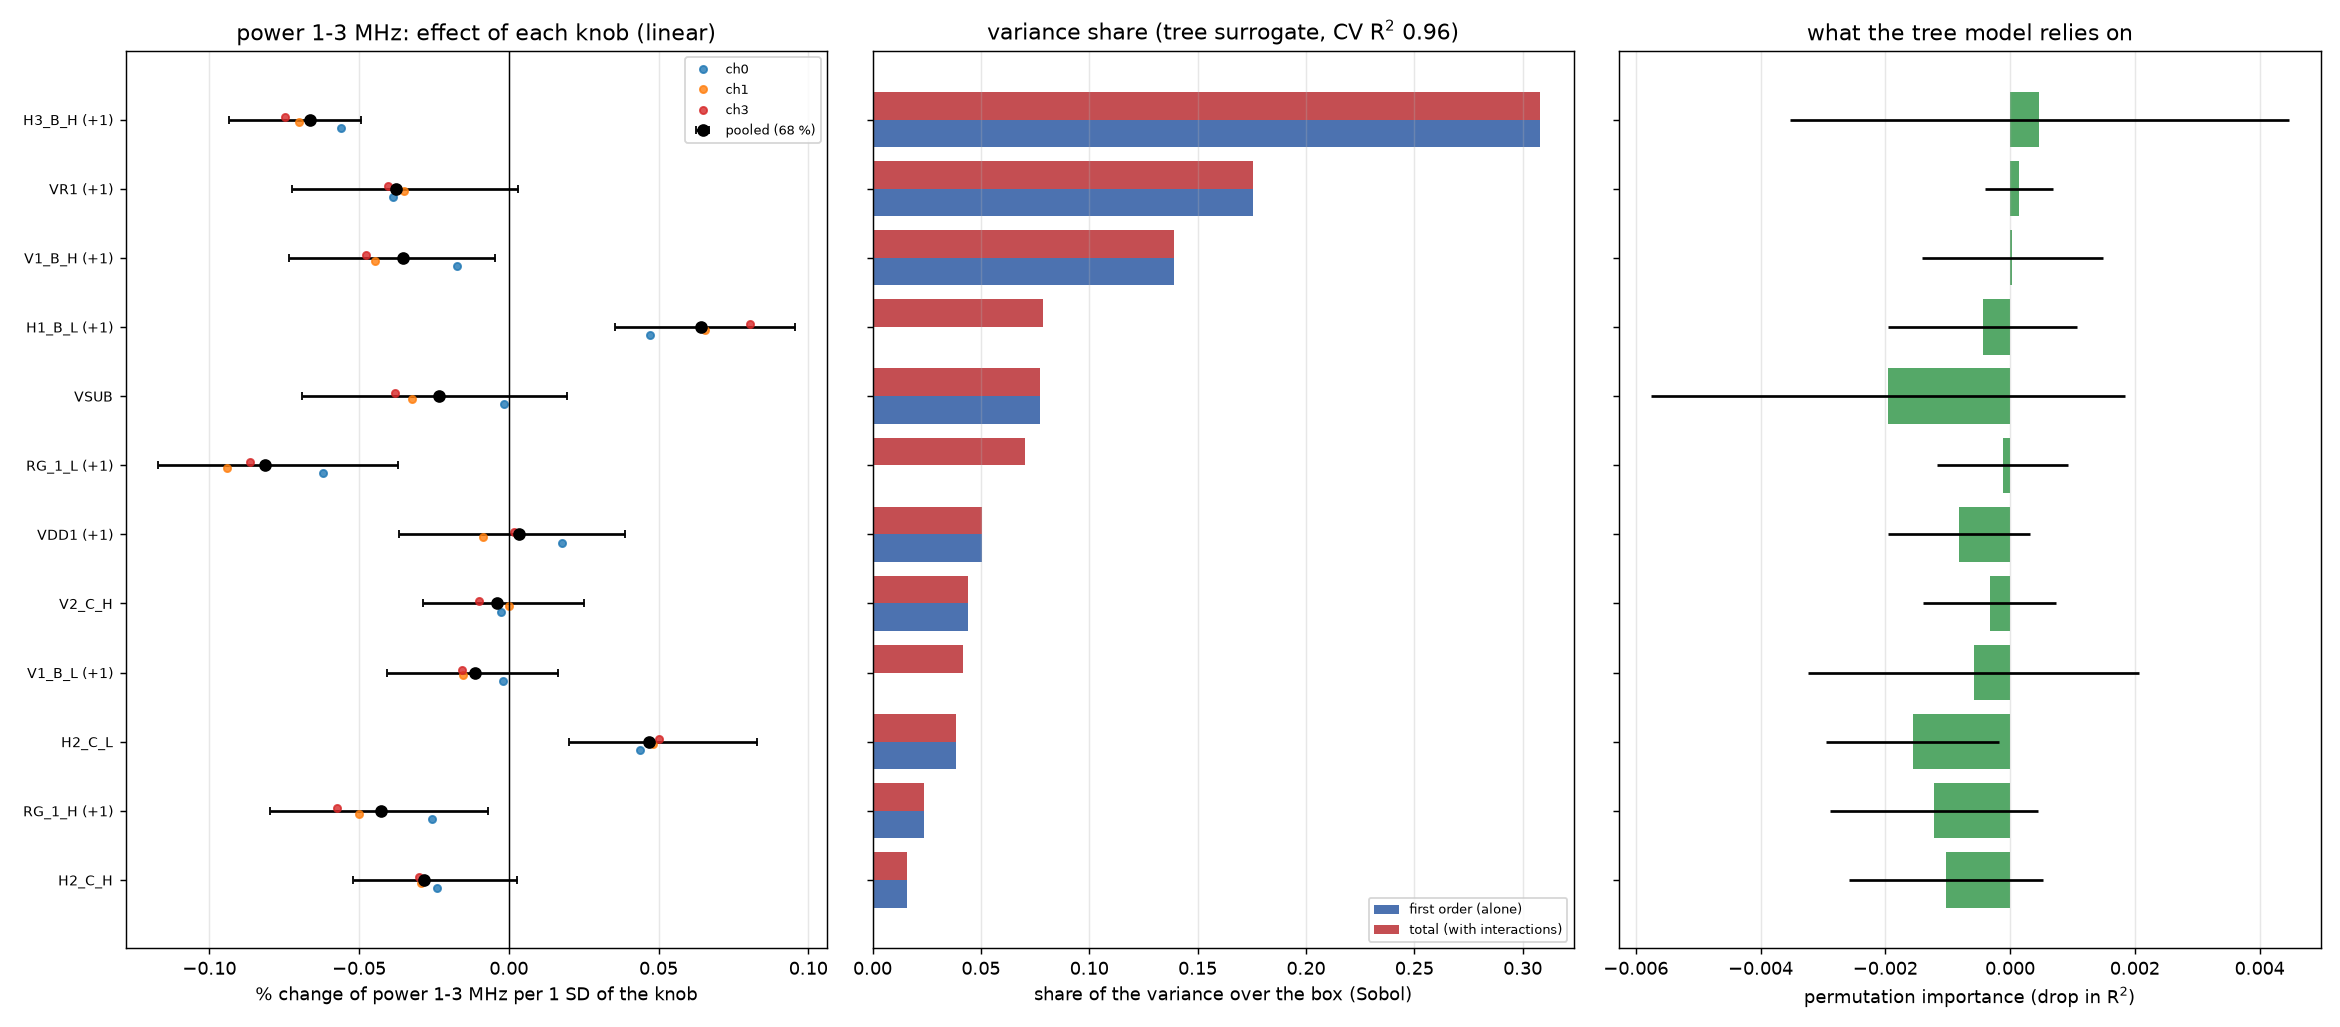 power 1-3 MHz: effect of each knob (linear)
ch0
ch1
ch3
pooled (68 %)
H3_B_H (+1)
VR1 (+1)
V1_B_H (+1)
H1_B_L (+1)
VSUB
RG_1_L (+1)
VDD1 (+1)
V2_C_H
V1_B_L (+1)
H2_C_L
RG_1_H (+1)
H2_C_H
−0.10 −0.05 0.00 0.05 0.10
% change of power 1-3 MHz per 1 SD of the knob
variance share (tree surrogate, CV R² 0.96)
first order (alone)
total (with interactions)
0.00 0.05 0.10 0.15 0.20 0.25 0.30
share of the variance over the box (Sobol)
what the tree model relies on
−0.006 −0.004 −0.002 0.000 0.002 0.004
permutation importance (drop in R²)